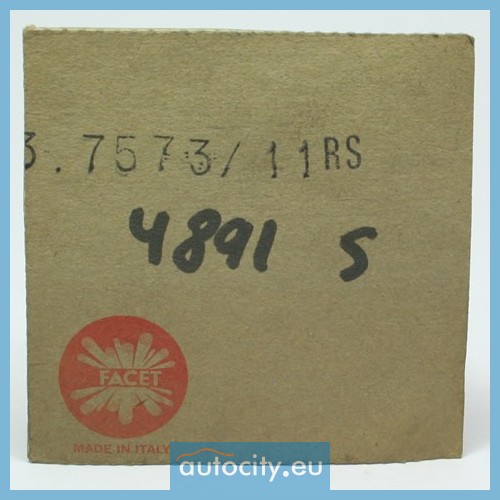 3.7573/11RS
4891 S
FACET
MADE IN ITALY
autocity.eu